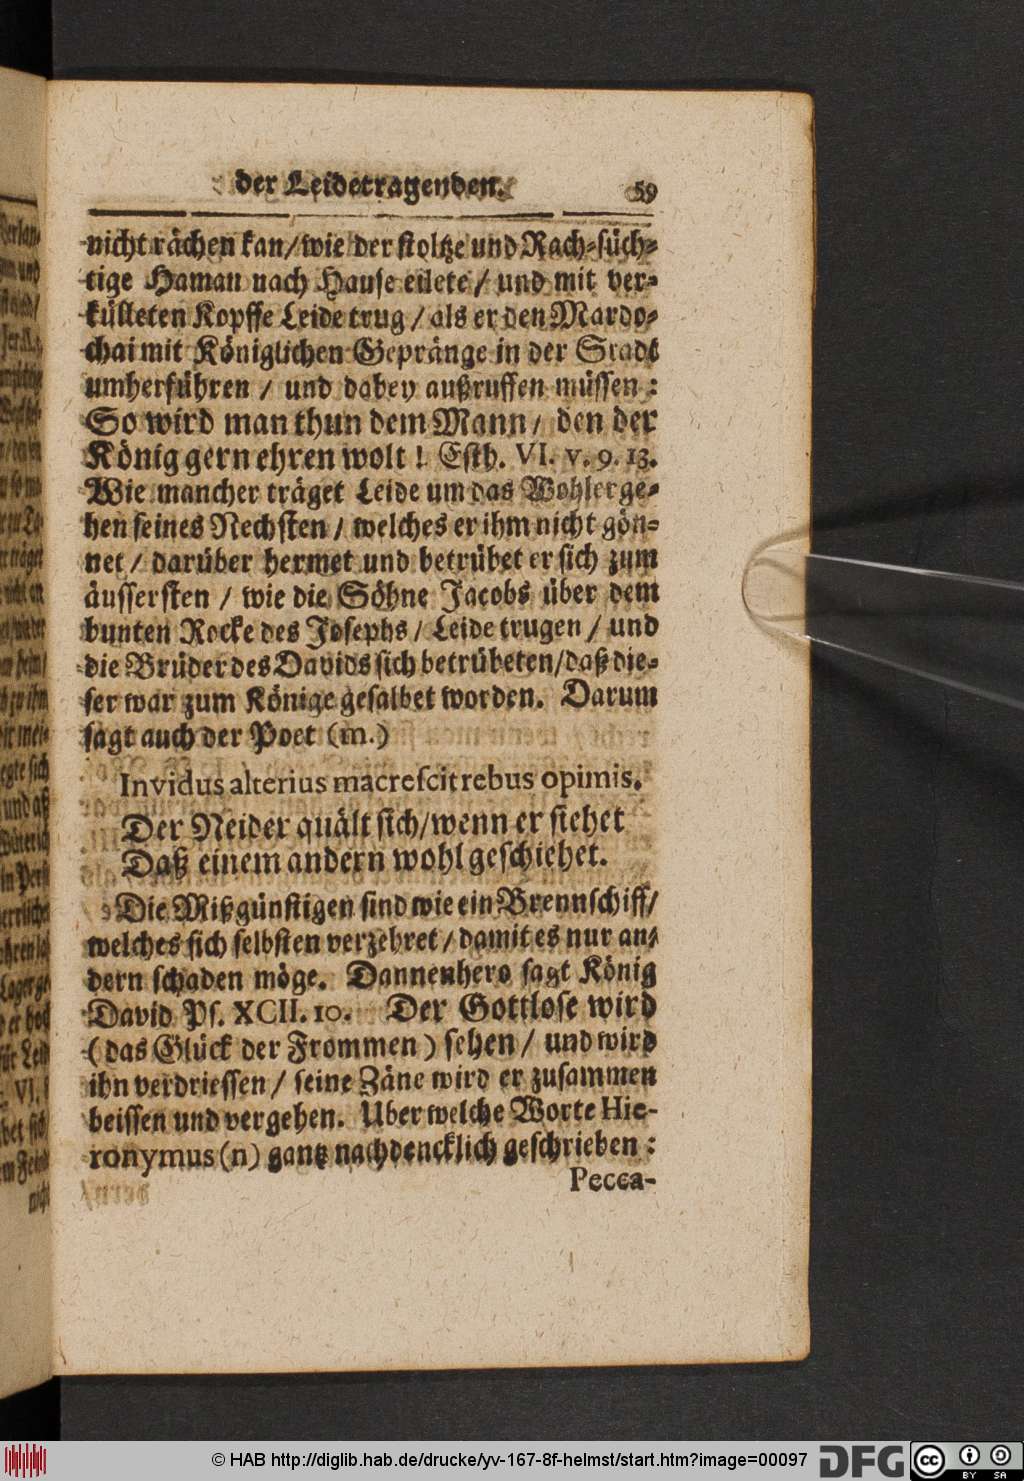 der Leidetragenden. 59
nicht rächen kan/ wie der stoltze und Rach-süch-
tige Haman nach Hause eilete / und mit ver-
külleten Kopffe Leide trug / als er den Mardo-
chai mit Königlichen Gepränge in der Stadt
umherführen / und dabey außruffen müssen :
So wird man thun dem Mann / den der
König gern ehren wolt ! Esth. VI. v. 9. 13.
Wie mancher träget Leide um das Wohlerge-
hen seines Nechsten / welches er ihm nicht gön-
net / darüber hermet und betrübet er sich zum
äussersten / wie die Söhne Jacobs über dem
bunten Rocke des Josephs / Leide trugen / und
die Brüder des Davids sich betrübeten/daß die-
ser war zum Könige gesalbet worden. Darum
sagt auch der Poet (m.)
Invidus alterius macrescit rebus opimis.
Der Neider quält sich/wenn er siehet
Daß einem andern wohl geschiehet.
Die Mißgünstigen sind wie ein Brennschiff/
welches sich selbsten verzehret / damit es nur an-
dern schaden möge. Dannenhero sagt König
David Ps. XCII. 10. Der Gottlose wird
( das Glück der Frommen ) sehen / und wird
ihn verdriessen / seine Zäne wird er zusammen
beissen und vergehen. Uber welche Worte Hie-
ronymus (n) gantz nachdencklich geschrieben :
Pecca-
© HAB http://diglib.hab.de/drucke/yv-167-8f-helmst/start.htm?image=00097 DFG cc BY SA